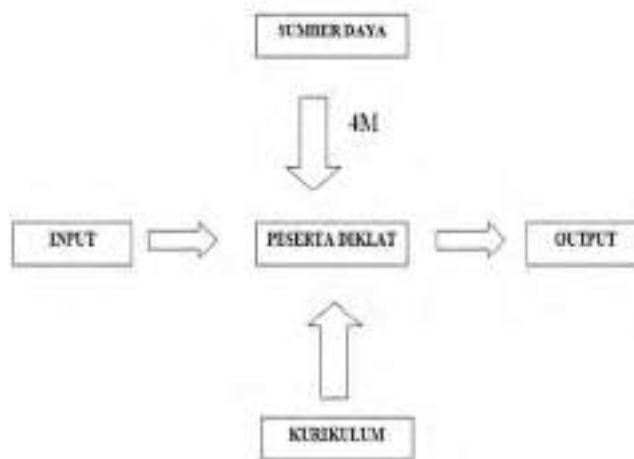 SUMBER DAYA
4M
INPUT
PESERTA DIKLAT
OUTPUT
KURIKULUM